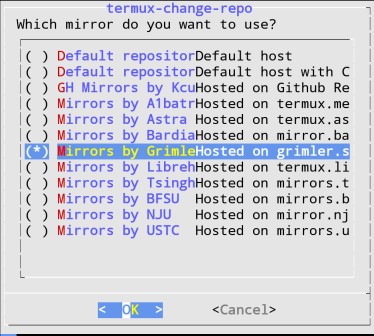 termux-change-repo
Which mirror do you want to use?
( ) Default repositorDefault host
( ) Default repositorDefault host with C
( ) GH Mirrors by KcuHosted on Github Re
( ) Mirrors by A1batrHosted on termux.me
( ) Mirrors by Astra Hosted on termux.as
( ) Mirrors by BardiaHosted on mirror.ba
(*) Mirrors by GrimleHosted on grimler.s
( ) Mirrors by LibrehHosted on termux.li
( ) Mirrors by TsinghHosted on mirrors.t
( ) Mirrors by BFSU Hosted on mirrors.b
( ) Mirrors by NJU Hosted on mirror.nj
( ) Mirrors by USTC Hosted on mirrors.u
< OK > <Cancel>